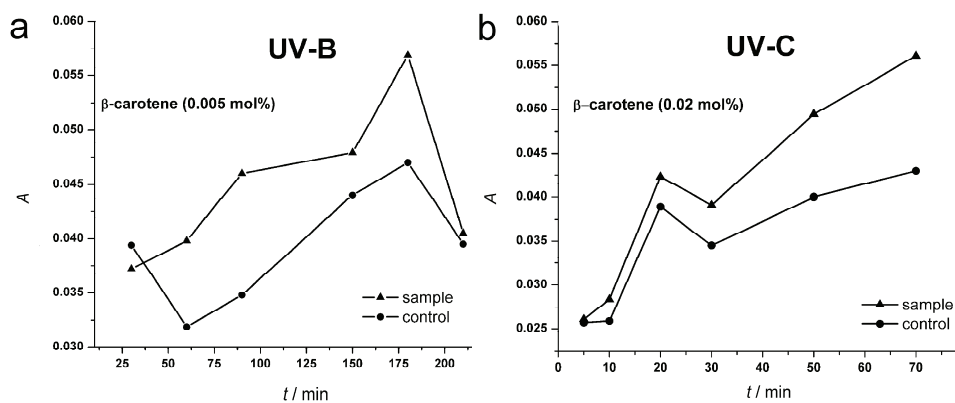 a
UV-B
β-carotene (0.005 mol%)
A
0.060
0.055
0.050
0.045
0.040
0.035
0.030
25 50 75 100 125 150 175 200
t / min
sample
control
b
UV-C
β–carotene (0.02 mol%)
A
0.060
0.055
0.050
0.045
0.040
0.035
0.030
0.025
0 10 20 30 40 50 60 70
t / min
sample
control